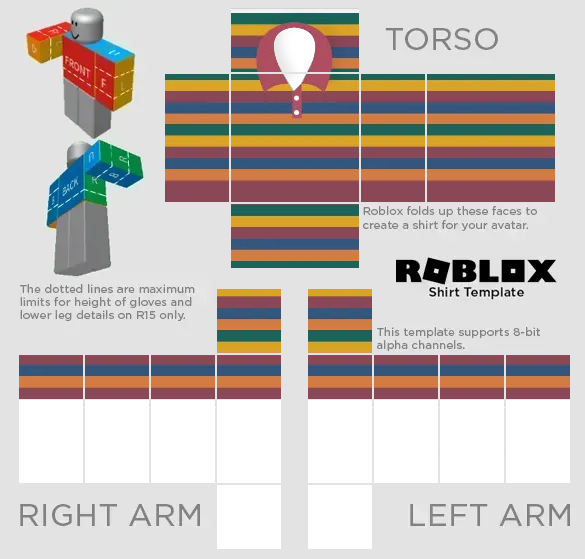 TORSO
FRONT
F
L
BACK
R
B
Roblox folds up these faces to
create a shirt for your avatar.
ROBLOX
Shirt Template
The dotted lines are maximum
limits for height of gloves and
lower leg details on R15 only.
This template supports 8-bit
alpha channels.
RIGHT ARM
LEFT ARM